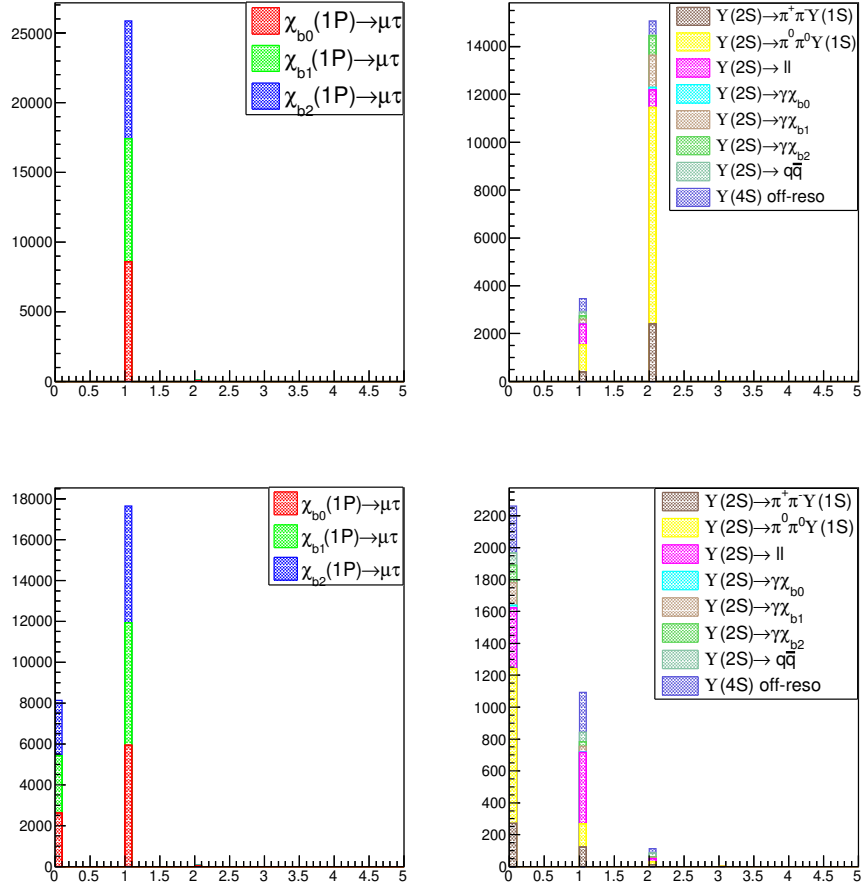 25000
20000
15000
10000
5000
0
0 0.5 1 1.5 2 2.5 3 3.5 4 4.5 5
χb0(1P)→μτ
χb1(1P)→μτ
χb2(1P)→μτ
14000
12000
10000
8000
6000
4000
2000
0
0 0.5 1 1.5 2 2.5 3 3.5 4 4.5 5
ϒ(2S)→π⁺π⁻ϒ(1S)
ϒ(2S)→π⁰π⁰ϒ(1S)
ϒ(2S)→ ll
ϒ(2S)→γχb0
ϒ(2S)→γχb1
ϒ(2S)→γχb2
ϒ(2S)→ qq̄
ϒ(4S) off-reso
18000
16000
14000
12000
10000
8000
6000
4000
2000
0
0 0.5 1 1.5 2 2.5 3 3.5 4 4.5 5
χb0(1P)→μτ
χb1(1P)→μτ
χb2(1P)→μτ
2200
2000
1800
1600
1400
1200
1000
800
600
400
200
0
0 0.5 1 1.5 2 2.5 3 3.5 4 4.5 5
ϒ(2S)→π⁺π⁻ϒ(1S)
ϒ(2S)→π⁰π⁰ϒ(1S)
ϒ(2S)→ ll
ϒ(2S)→γχb0
ϒ(2S)→γχb1
ϒ(2S)→γχb2
ϒ(2S)→ qq̄
ϒ(4S) off-reso